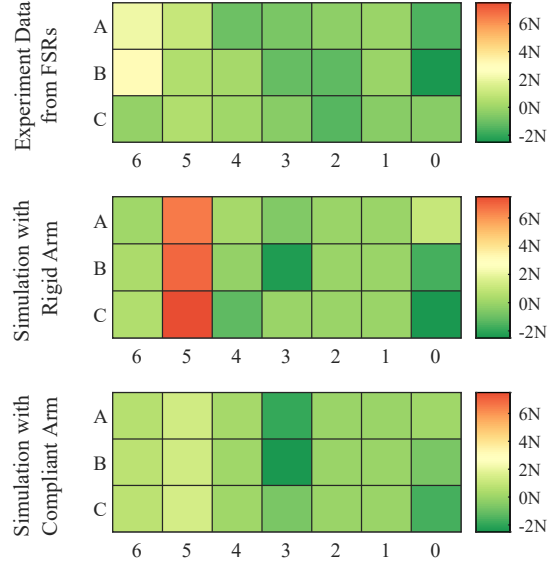 Experiment Data
from FSRs
A
B
C
6 5 4 3 2 1 0
6N
4N
2N
0N
-2N
Simulation with
Rigid Arm
A
B
C
6 5 4 3 2 1 0
6N
4N
2N
0N
-2N
Simulation with
Compliant Arm
A
B
C
6 5 4 3 2 1 0
6N
4N
2N
0N
-2N